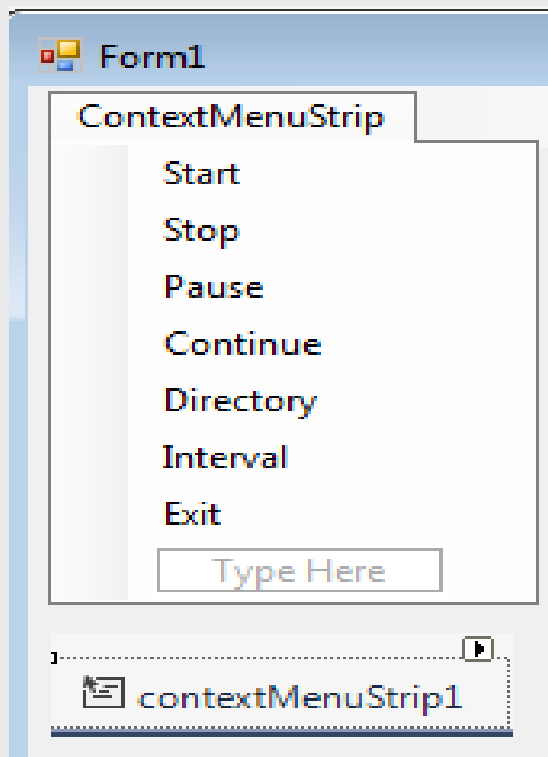 Form1
ContextMenuStrip
Start
Stop
Pause
Continue
Directory
Interval
Exit
Type Here
contextMenuStrip1